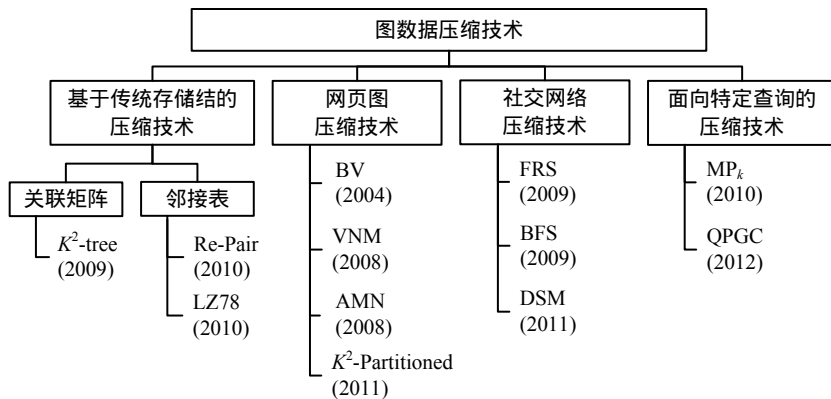 图数据压缩技术
基于传统存储结的
压缩技术
网页图
压缩技术
社交网络
压缩技术
面向特定查询的
压缩技术
关联矩阵
邻接表
K²-tree
(2009)
Re-Pair
(2010)
LZ78
(2010)
BV
(2004)
VNM
(2008)
AMN
(2008)
K²-Partitioned
(2011)
FRS
(2009)
BFS
(2009)
DSM
(2011)
MPₖ
(2010)
QPGC
(2012)